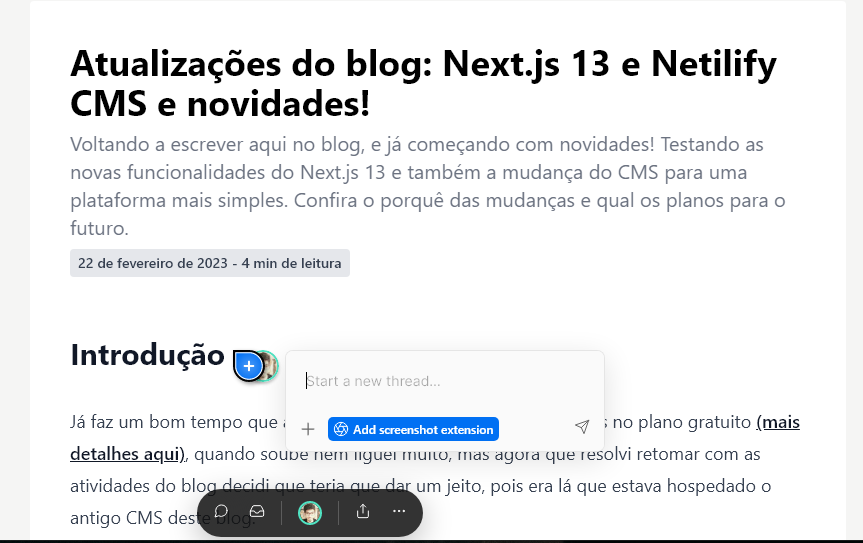 Atualizações do blog: Next.js 13 e Netilify
CMS e novidades!
Voltando a escrever aqui no blog, e já começando com novidades! Testando as
novas funcionalidades do Next.js 13 e também a mudança do CMS para uma
plataforma mais simples. Confira o porquê das mudanças e qual os planos para o
futuro.
22 de fevereiro de 2023 - 4 min de leitura
Introdução
Start a new thread...
Add screenshot extension
Já faz um bom tempo que no plano gratuito (mais
detalhes aqui), quando soube nem liguei muito, mas agora que resolvi retomar com as
atividades do blog decidi que teria que dar um jeito, pois era lá que estava hospedado o
antigo CMS deste blog.